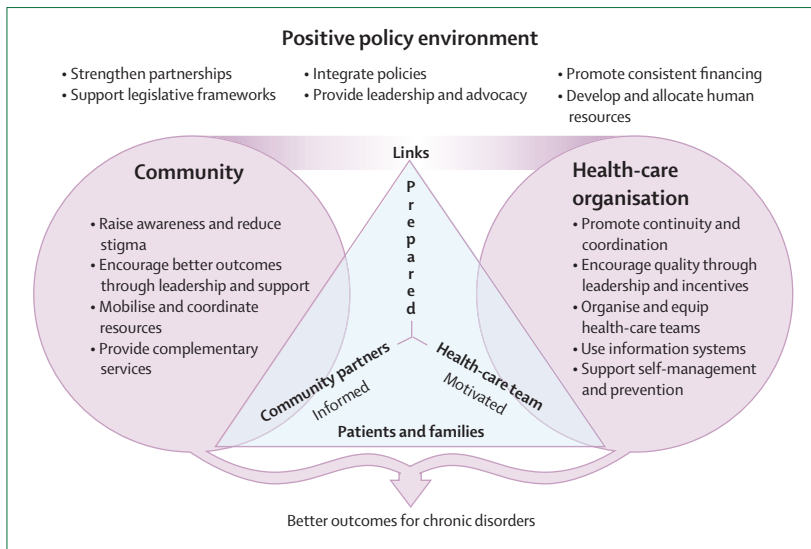 Positive policy environment
• Strengthen partnerships
• Support legislative frameworks
• Integrate policies
• Provide leadership and advocacy
• Promote consistent financing
• Develop and allocate human
resources
Links
Community
• Raise awareness and reduce
stigma
• Encourage better outcomes
through leadership and support
• Mobilise and coordinate
resources
• Provide complementary
services
Prepared
Community partners
Informed
Health-care team
Motivated
Patients and families
Health-care
organisation
• Promote continuity and
coordination
• Encourage quality through
leadership and incentives
• Organise and equip
health-care teams
• Use information systems
• Support self-management
and prevention
Better outcomes for chronic disorders